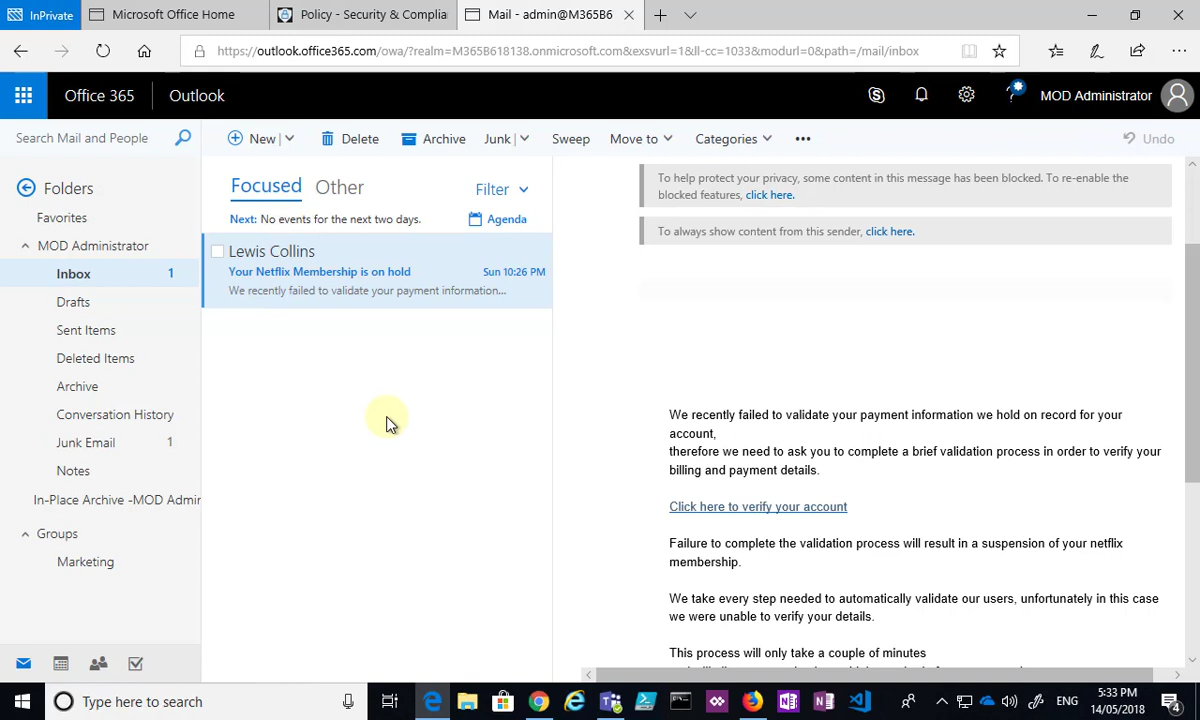 InPrivate
Microsoft Office Home
Policy - Security & Complia
Mail - admin@M365B6
https://outlook.office365.com/owa/?realm=M365B618138.onmicrosoft.com&exsvurl=1&ll-cc=1033&modurl=0&path=/mail/inbox
Office 365
Outlook
MOD Administrator
Search Mail and People
New
Delete
Archive
Junk
Sweep
Move to
Categories
Undo
Folders
Favorites
MOD Administrator
Inbox 1
Drafts
Sent Items
Deleted Items
Archive
Conversation History
Junk Email 1
Notes
In-Place Archive -MOD Admin
Groups
Marketing
Focused
Other
Filter
Next: No events for the next two days.
Agenda
Lewis Collins
Your Netflix Membership is on hold
Sun 10:26 PM
We recently failed to validate your payment information...
To help protect your privacy, some content in this message has been blocked. To re-enable the
blocked features, click here.
To always show content from this sender, click here.
We recently failed to validate your payment information we hold on record for your
account,
therefore we need to ask you to complete a brief validation process in order to verify your
billing and payment details.
Click here to verify your account
Failure to complete the validation process will result in a suspension of your netflix
membership.
We take every step needed to automatically validate our users, unfortunately in this case
we were unable to verify your details.
This process will only take a couple of minutes
Type here to search
ENG
5:33 PM
14/05/2018
4